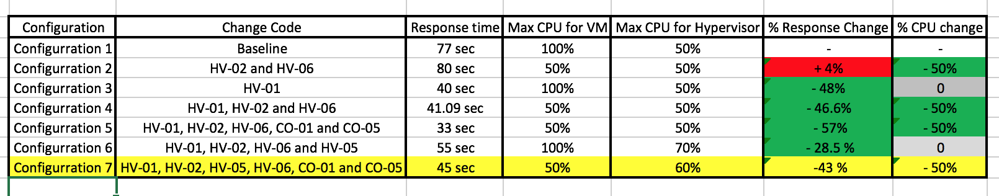 Configuration Change Code Response time Max CPU for VM Max CPU for Hypervisor % Response Change % CPU change
Configurration 1 Baseline 77 sec 100% 50% - -
Configurration 2 HV-02 and HV-06 80 sec 50% 50% + 4% - 50%
Configurration 3 HV-01 40 sec 100% 50% - 48% 0
Configurration 4 HV-01, HV-02 and HV-06 41.09 sec 50% 50% - 46.6% - 50%
Configurration 5 HV-01, HV-02, HV-06, CO-01 and CO-05 33 sec 50% 50% - 57% - 50%
Configurration 6 HV-01, HV-02, HV-06 and HV-05 55 sec 100% 70% - 28.5 % 0
Configurration 7 HV-01, HV-02, HV-05, HV-06, CO-01 and CO-05 45 sec 50% 60% -43 % - 50%